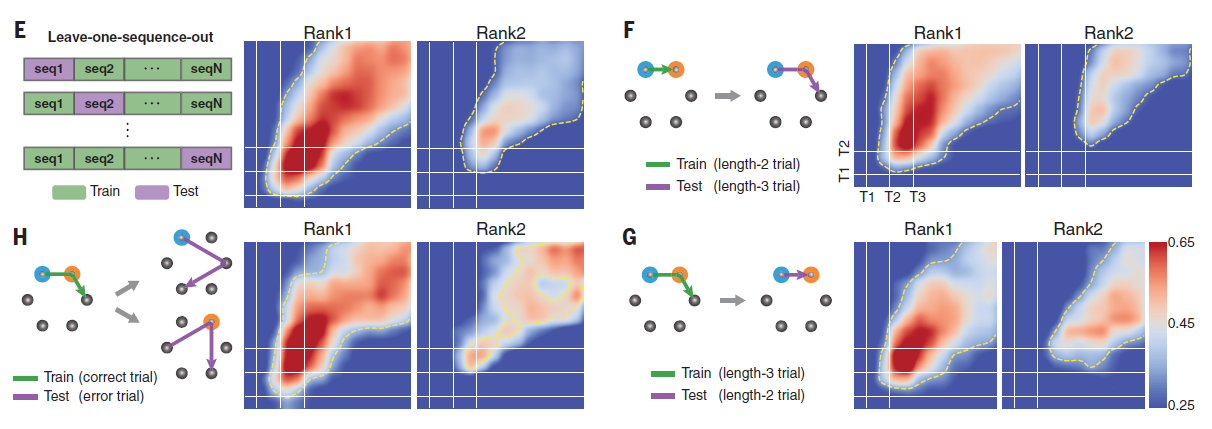 E
Leave-one-sequence-out
Rank1
Rank2
seq1 seq2 ··· seqN
seq1 seq2 ··· seqN
⋮
seq1 seq2 ··· seqN
Train
Test
F
Rank1
Rank2
Train (length-2 trial)
Test (length-3 trial)
T2
T1
T1 T2 T3
H
Rank1
Rank2
Train (correct trial)
Test (error trial)
G
Rank1
Rank2
Train (length-3 trial)
Test (length-2 trial)
0.65
0.45
0.25